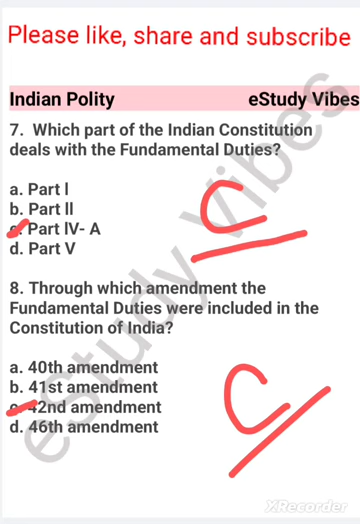 Please like, share and subscribe
Indian Polity eStudy Vibes
7. Which part of the Indian Constitution
deals with the Fundamental Duties?
a. Part I
b. Part II
c. Part IV- A
d. Part V
C
8. Through which amendment the
Fundamental Duties were included in the
Constitution of India?
a. 40th amendment
b. 41st amendment
c. 42nd amendment
d. 46th amendment
C
eStudy Vibes
XRecorder